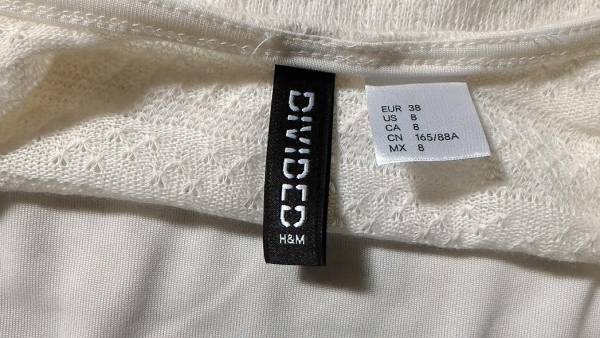 DIVIDED
H&M
EUR 38
US 8
CA 8
CN 165/88A
MX 8